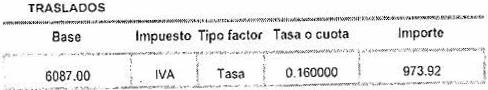 TRASLADOS
Base Impuesto Tipo factor Tasa o cuota Importe
6087.00 IVA Tasa 0.160000 973.92